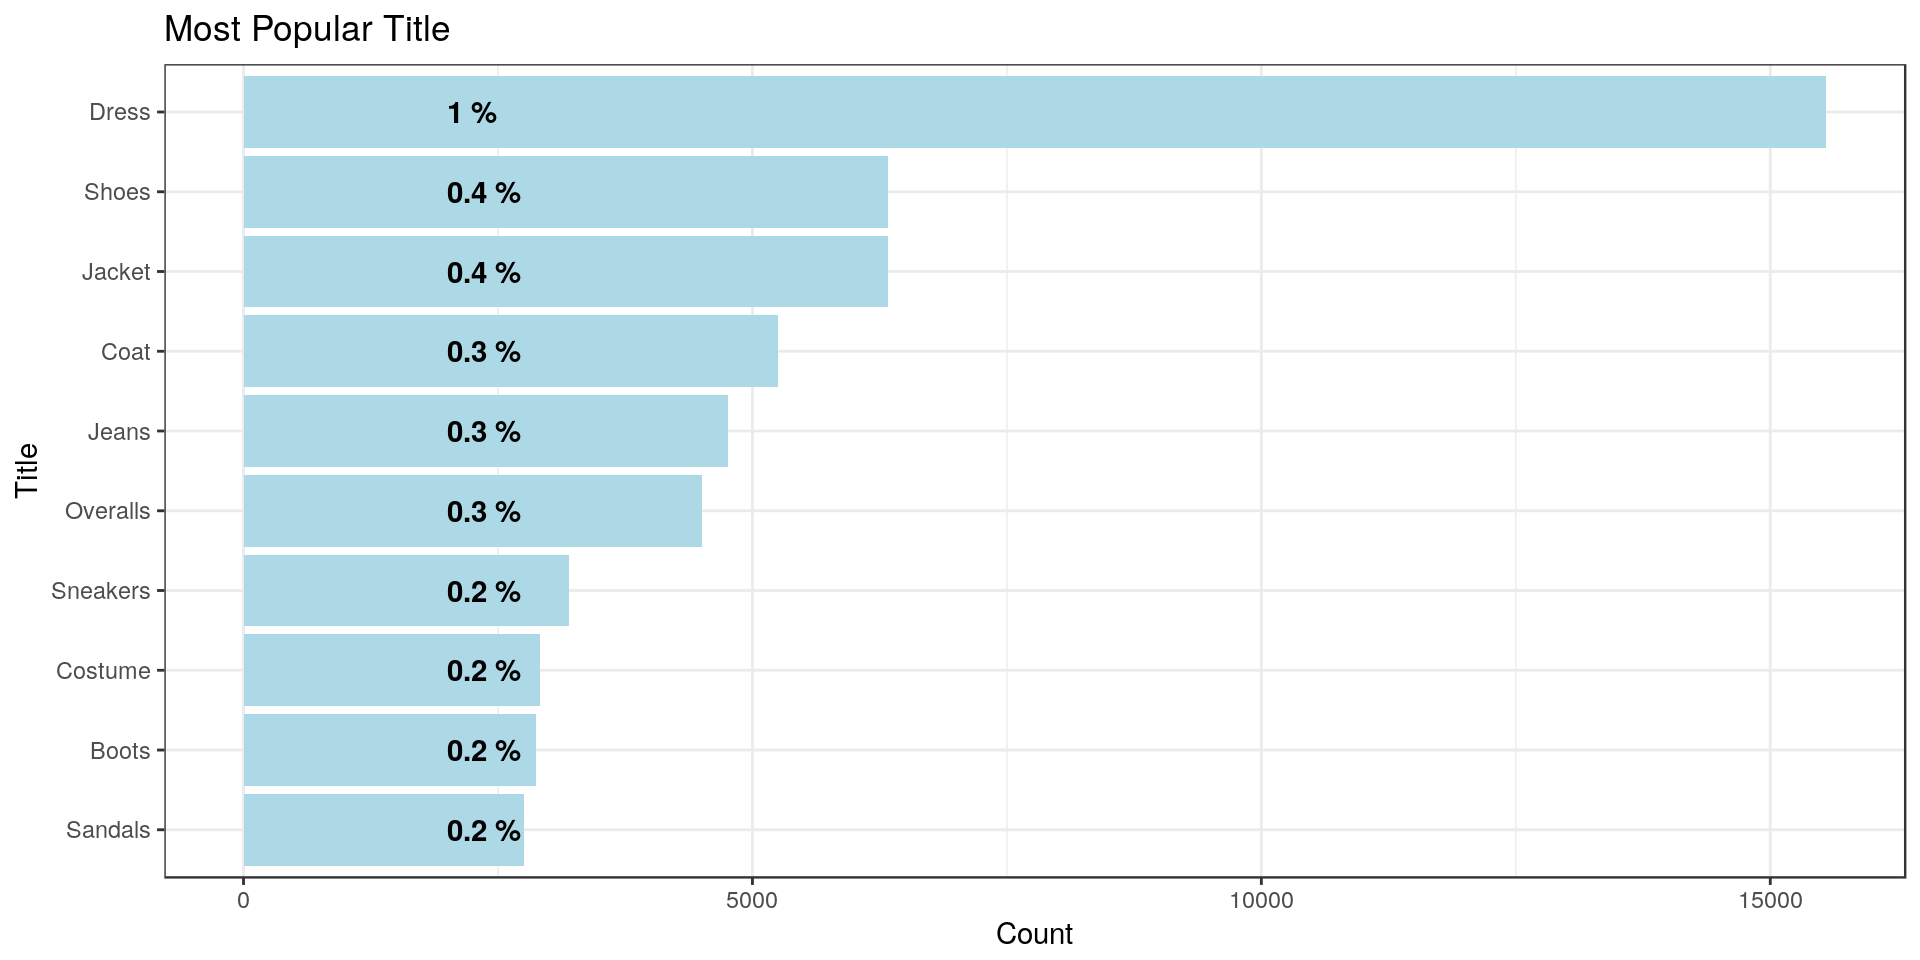 Most Popular Title
Dress
1 %
Shoes
0.4 %
Jacket
0.4 %
Coat
0.3 %
Jeans
0.3 %
Overalls
0.3 %
Sneakers
0.2 %
Costume
0.2 %
Boots
0.2 %
Sandals
0.2 %
Title
0 5000 10000 15000
Count